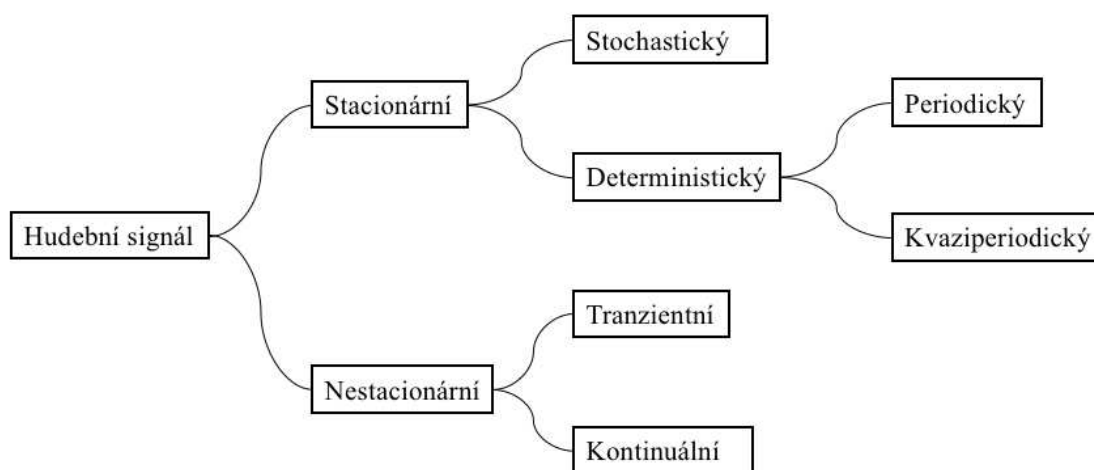 Hudební signál
Stacionární
Stochastický
Deterministický
Periodický
Kvaziperiodický
Nestacionární
Tranzientní
Kontinuální